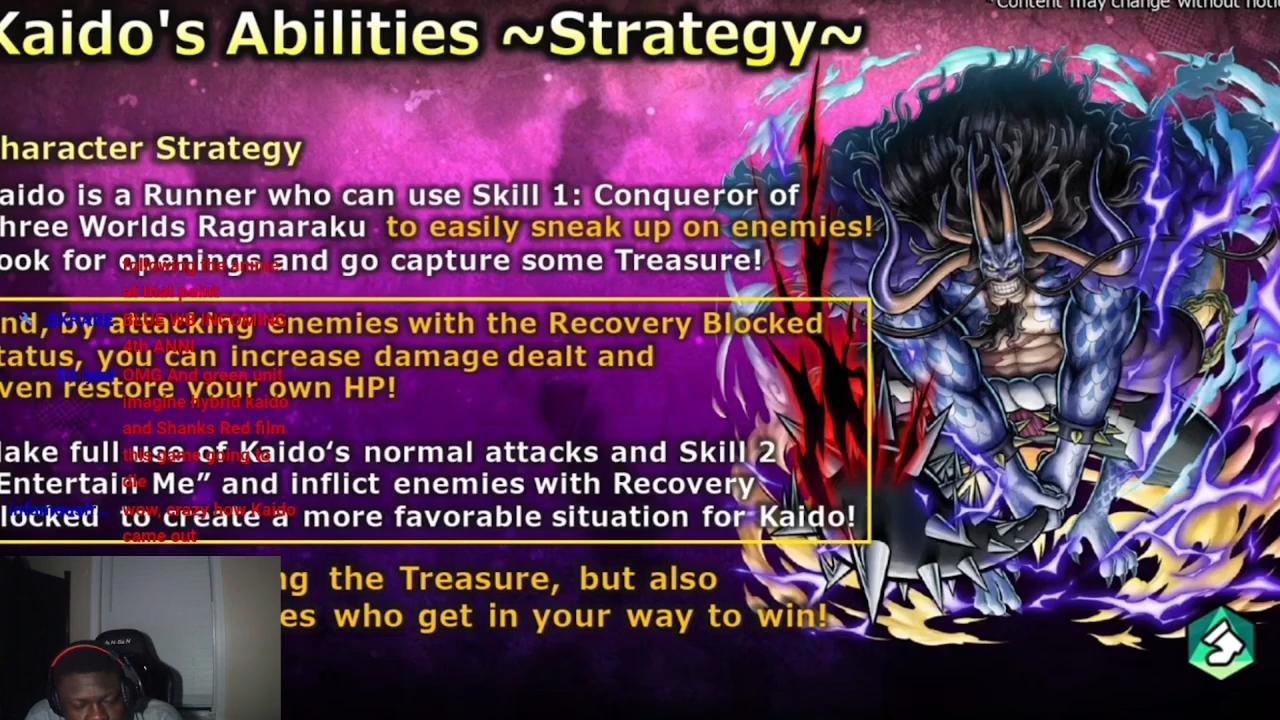 *Content may change without notic
Kaido's Abilities ~Strategy~
haracter Strategy
aido is a Runner who can use Skill 1: Conqueror of
hree Worlds Ragnaraku to easily sneak up on enemies!
ook for openings and go capture some Treasure!
nd, by attacking enemies with the Recovery Blocked
tatus, you can increase damage dealt and
ven restore your own HP!
ake full use of Kaido‘s normal attacks and Skill 2
Entertain Me” and inflict enemies with Recovery
locked to create a more favorable situation for Kaido!
ng the Treasure, but also
es who get in your way to win!
following the anime
at that point
BLUE WB INCOMING
4th ANNI
OMG And green unit
Imagine hybrid kaido
and Shanks Red film
this game going to
die
wow, crazy how Kaido
came out